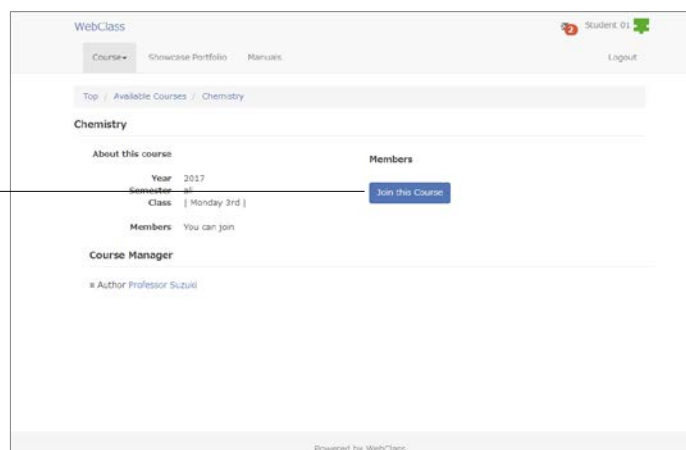 WebClass
2 Student 01
Course Showcase Portfolio Manuals Logout
Top / Available Courses / Chemistry
Chemistry
About this course
Members
Year 2017
Join this Course
Semester all
Class | Monday 3rd |
Members You can join
Course Manager
Author Professor Suzuki
Powered by WebClass